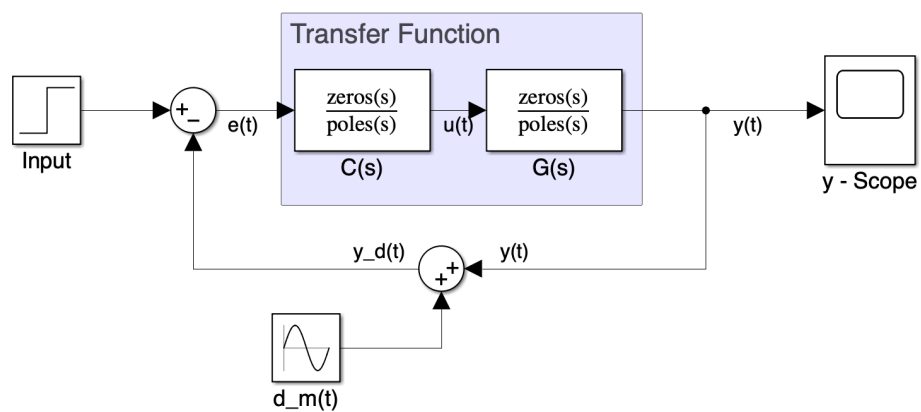 Transfer Function
zeros(s)
poles(s)
zeros(s)
poles(s)
+
−
e(t)
u(t)
y(t)
Input
C(s)
G(s)
y - Scope
y_d(t)
y(t)
+
+
d_m(t)